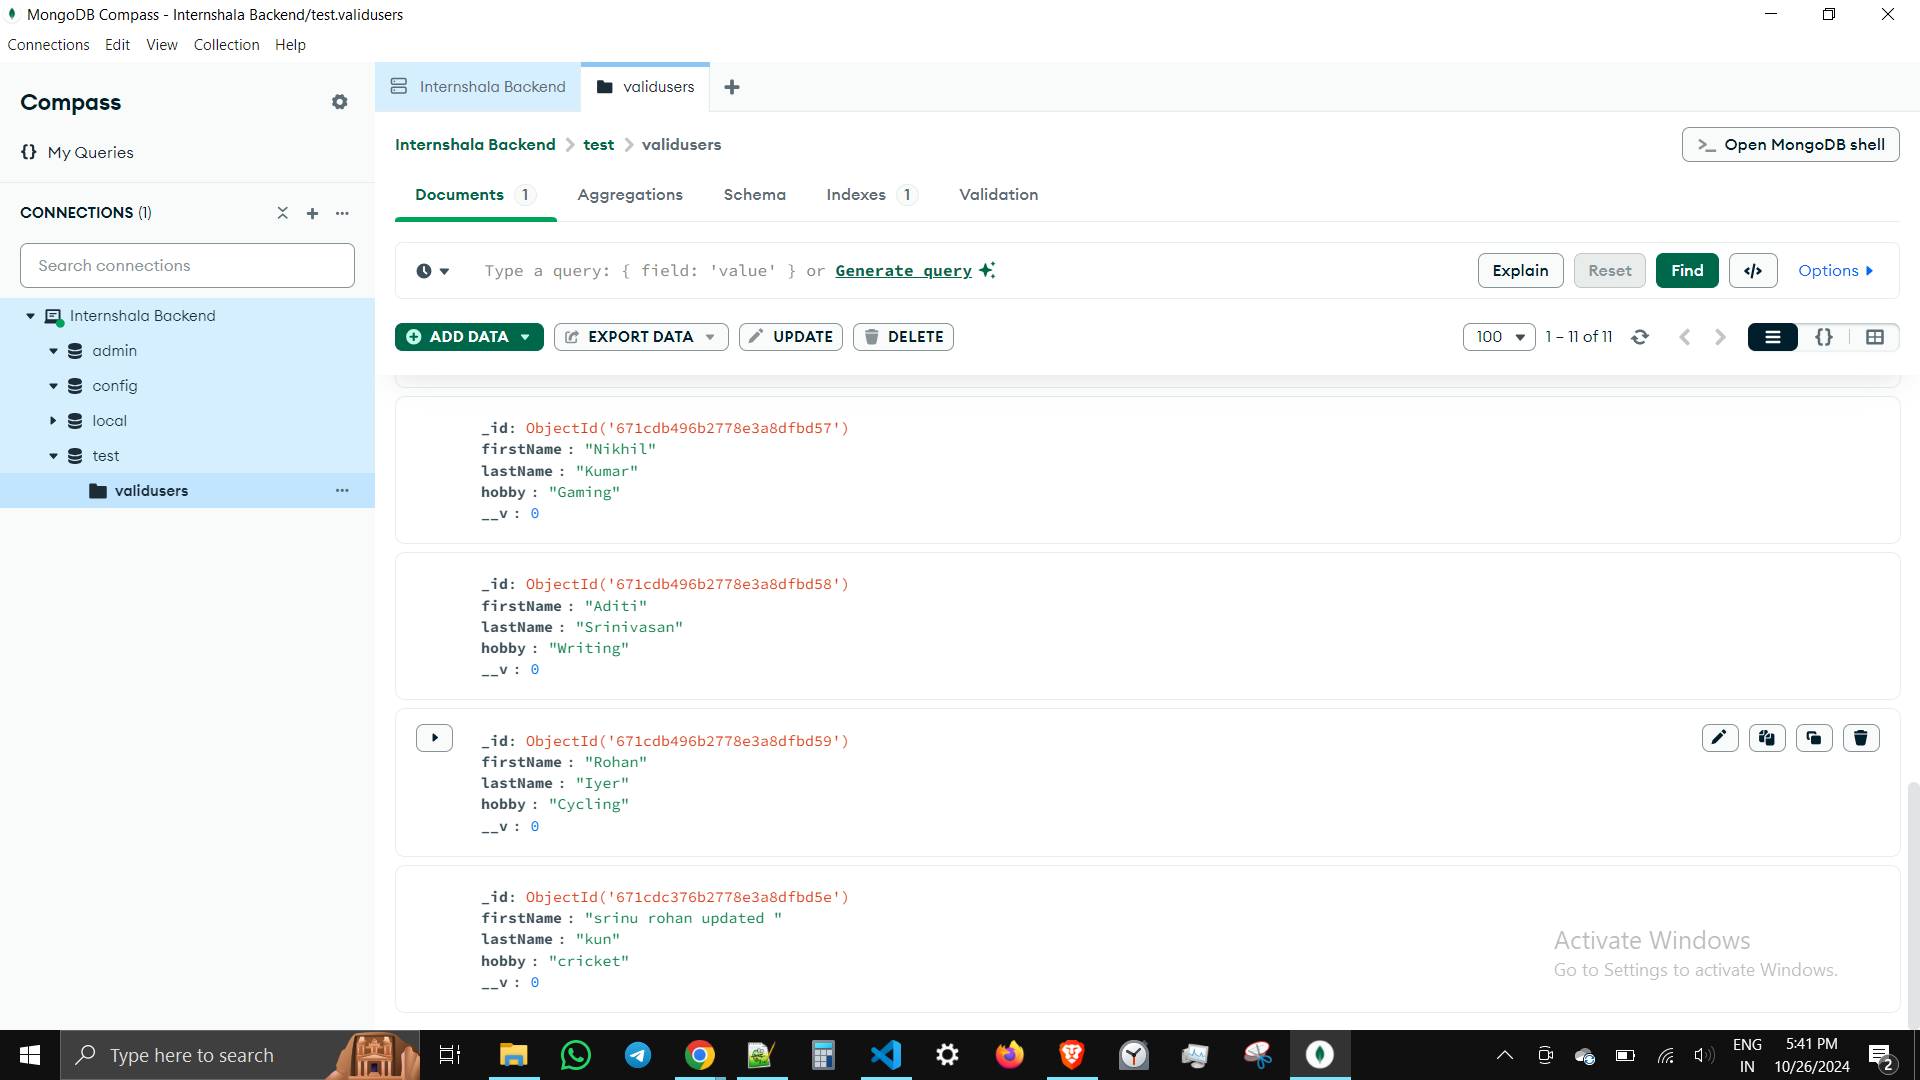 MongoDB Compass - Internshala Backend/test.validusers
Connections Edit View Collection Help
Compass
{} My Queries
CONNECTIONS (1)
Search connections
Internshala Backend
admin
config
local
test
validusers
Internshala Backend validusers
Internshala Backend > test > validusers
>_ Open MongoDB shell
Documents 1 Aggregations Schema Indexes 1 Validation
Type a query: { field: 'value' } or Generate query
Explain Reset Find </> Options
ADD DATA EXPORT DATA UPDATE DELETE
100 1 – 11 of 11 {}
_id: ObjectId('671cdb496b2778e3a8dfbd57')
firstName : "Nikhil"
lastName : "Kumar"
hobby : "Gaming"
__v : 0
_id: ObjectId('671cdb496b2778e3a8dfbd58')
firstName : "Aditi"
lastName : "Srinivasan"
hobby : "Writing"
__v : 0
_id: ObjectId('671cdb496b2778e3a8dfbd59')
firstName : "Rohan"
lastName : "Iyer"
hobby : "Cycling"
__v : 0
_id: ObjectId('671cdc376b2778e3a8dfbd5e')
firstName : "srinu rohan updated "
lastName : "kun"
hobby : "cricket"
__v : 0
Activate Windows
Go to Settings to activate Windows.
Type here to search
ENG
IN
5:41 PM
10/26/2024
2